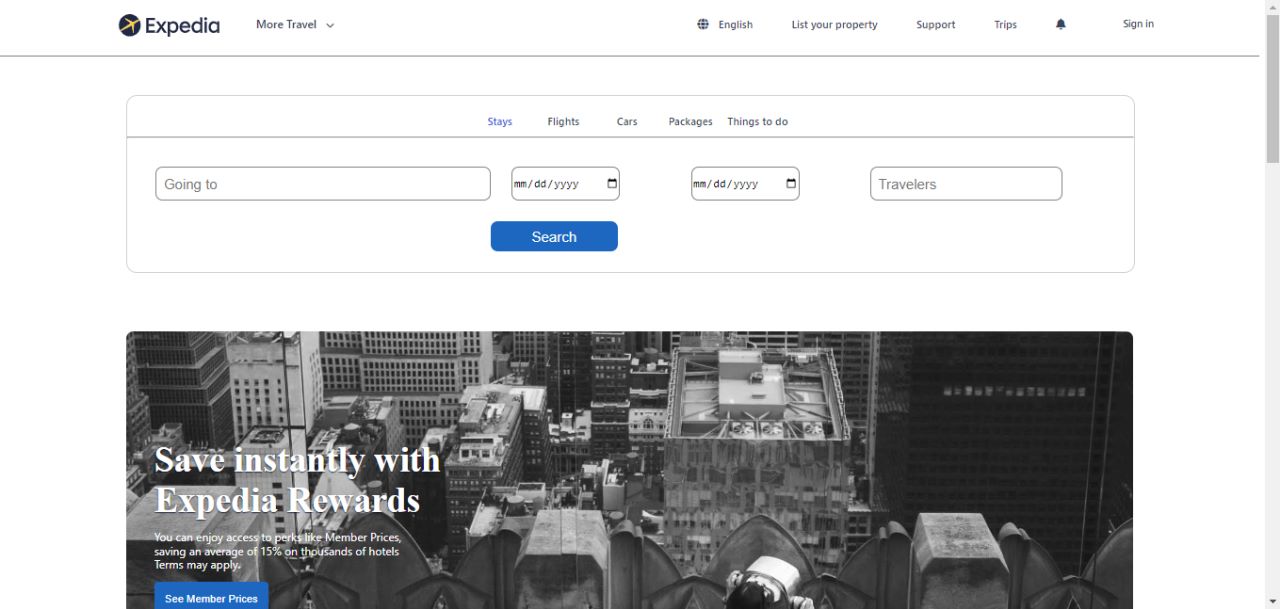 Expedia
More Travel
English
List your property
Support
Trips
Sign in
Stays
Flights
Cars
Packages
Things to do
Going to
mm/dd/yyyy
mm/dd/yyyy
Travelers
Search
Save instantly with
Expedia Rewards
You can enjoy access to perks like Member Prices,
saving an average of 15% on thousands of hotels
Terms may apply.
See Member Prices